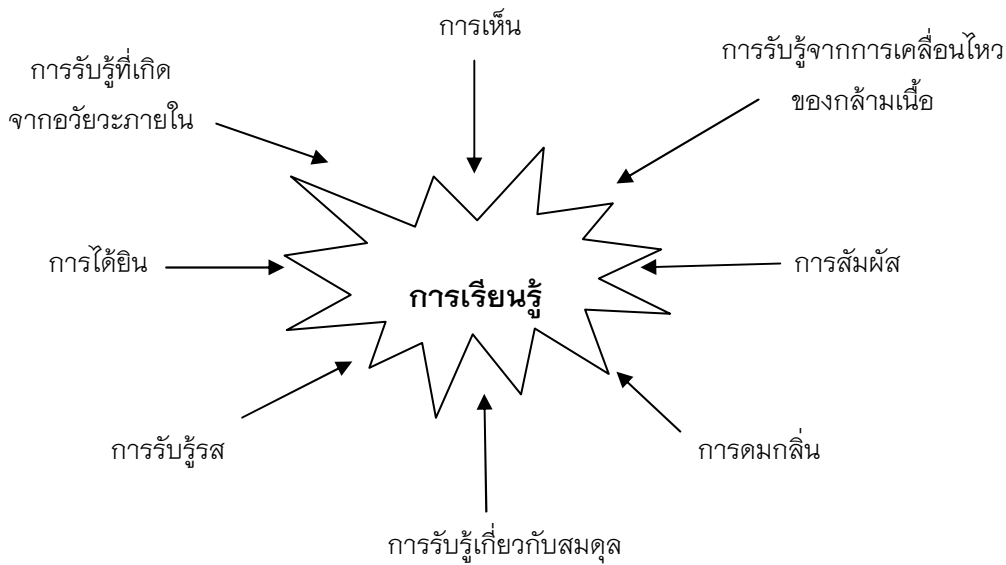 การเห็น
การรับรู้จากการเคลื่อนไหว
ของกล้ามเนื้อ
การรับรู้ที่เกิด
จากอวัยวะภายใน
การได้ยิน
การสัมผัส
การเรียนรู้
การรับรู้รส
การดมกลิ่น
การรับรู้เกี่ยวกับสมดุล